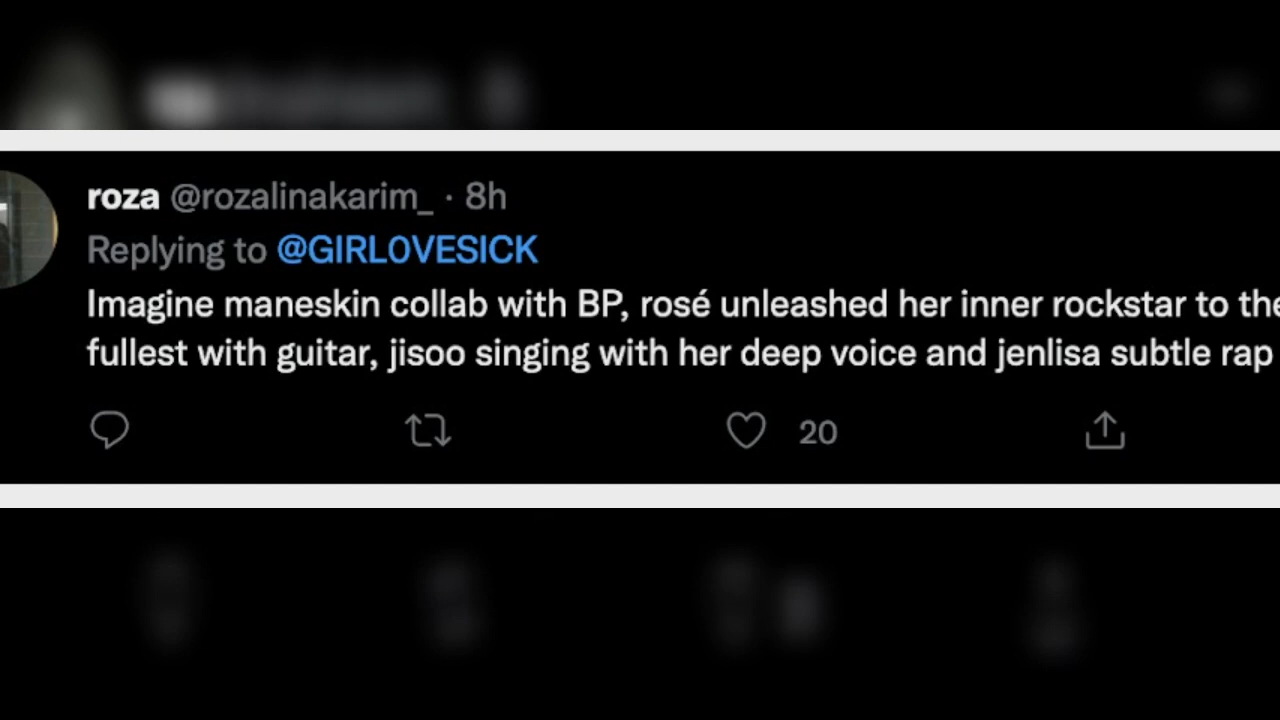 roza @rozalinakarim_ · 8h
Replying to @GIRLOVESICK
Imagine maneskin collab with BP, rosé unleashed her inner rockstar to the
fullest with guitar, jisoo singing with her deep voice and jenlisa subtle rap
20